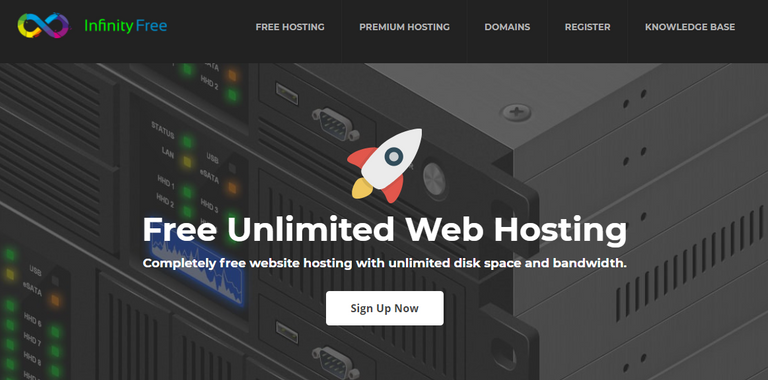 Infinity Free
FREE HOSTING
PREMIUM HOSTING
DOMAINS
REGISTER
KNOWLEDGE BASE
HHD 2
STATUS
LAN
USB
eSATA
HHD 1
HHD 3
HHD 2
Free Unlimited Web Hosting
Completely free website hosting with unlimited disk space and bandwidth.
USB
eSATA
Sign Up Now
HHD 6
HHD 7
HHD 8